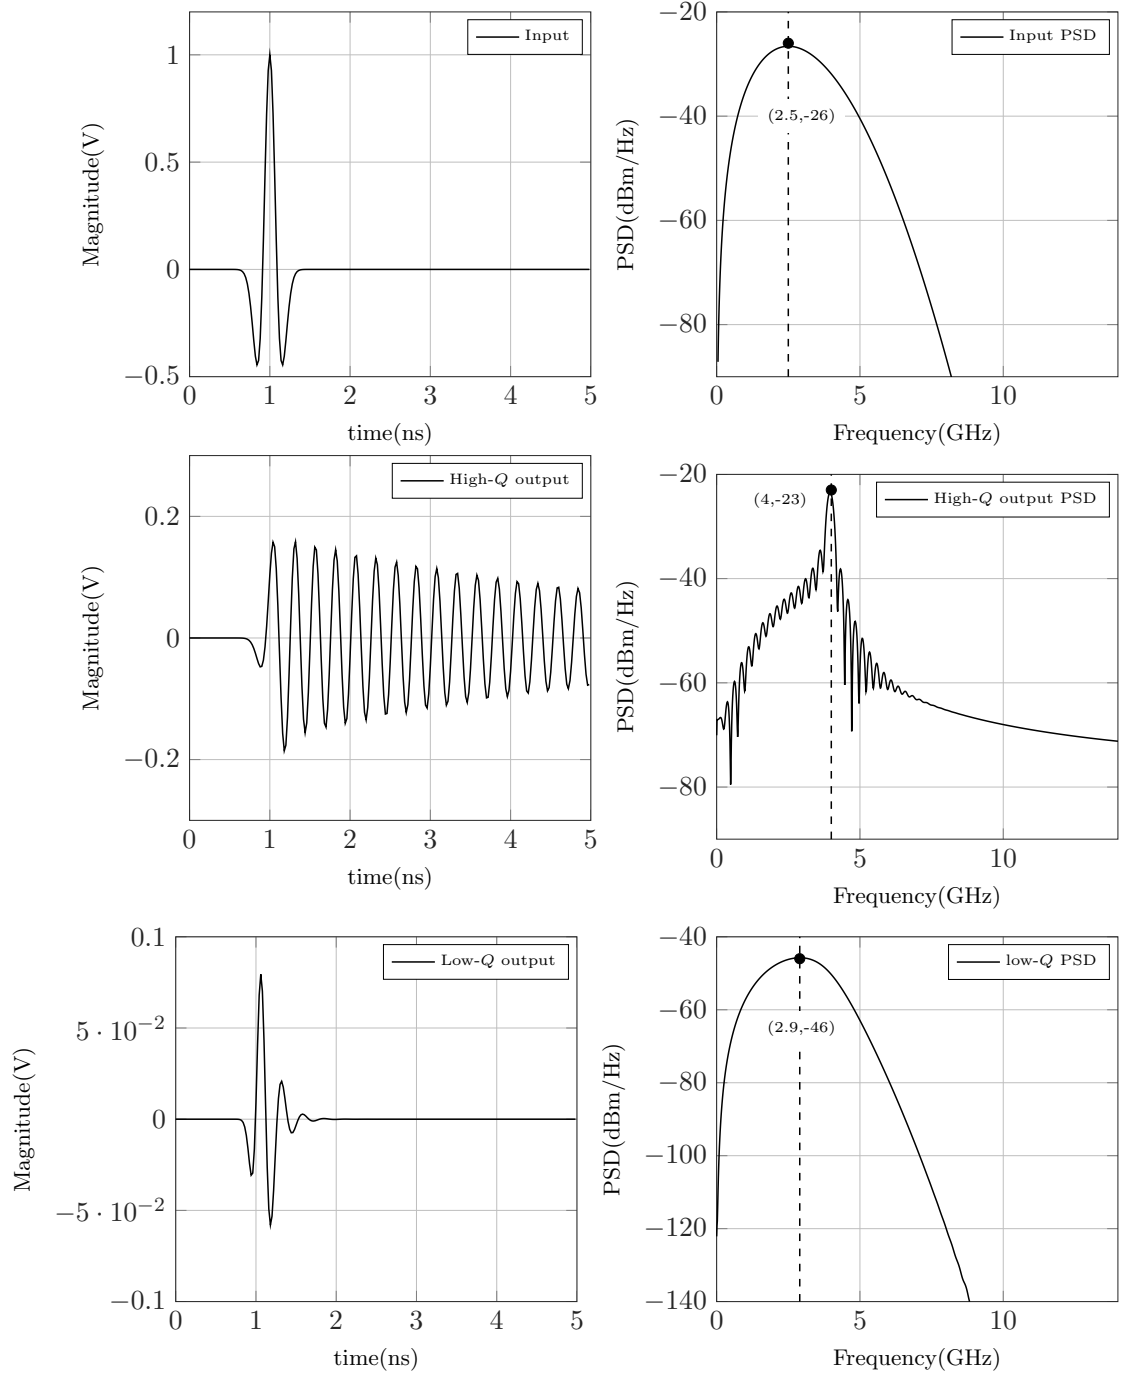 Input
1
0.5
0
−0.5
Magnitude(V)
0 1 2 3 4 5
time(ns)
Input PSD
(2.5,-26)
−20
−40
−60
−80
PSD(dBm/Hz)
0 5 10
Frequency(GHz)
High-Q output
0.2
0
−0.2
Magnitude(V)
0 1 2 3 4 5
time(ns)
High-Q output PSD
(4,-23)
−20
−40
−60
−80
PSD(dBm/Hz)
0 5 10
Frequency(GHz)
Low-Q output
0.1
5 · 10−2
0
−5 · 10−2
−0.1
Magnitude(V)
0 1 2 3 4 5
time(ns)
low-Q PSD
(2.9,-46)
−40
−60
−80
−100
−120
−140
PSD(dBm/Hz)
0 5 10
Frequency(GHz)